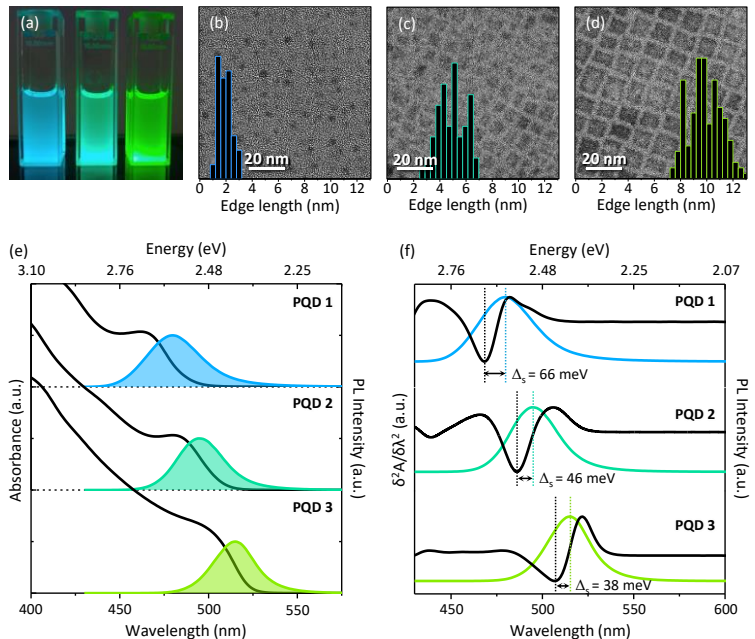 (a)
(b)
20 nm
0 2 4 6 8 10 12
Edge length (nm)
(c)
20 nm
0 2 4 6 8 10 12
Edge length (nm)
(d)
20 nm
0 2 4 6 8 10 12
Edge length (nm)
(e)
Energy (eV)
3.10 2.76 2.48 2.25
PQD 1
PQD 2
PQD 3
Absorbance (a.u.)
PL Intensity (a.u.)
400 450 500 550
Wavelength (nm)
(f)
Energy (eV)
2.76 2.48 2.25 2.07
PQD 1
Δs = 66 meV
PQD 2
Δs = 46 meV
PQD 3
Δs = 38 meV
δ²A/δλ² (a.u.)
PL Intensity (a.u.)
450 500 550 600
Wavelength (nm)